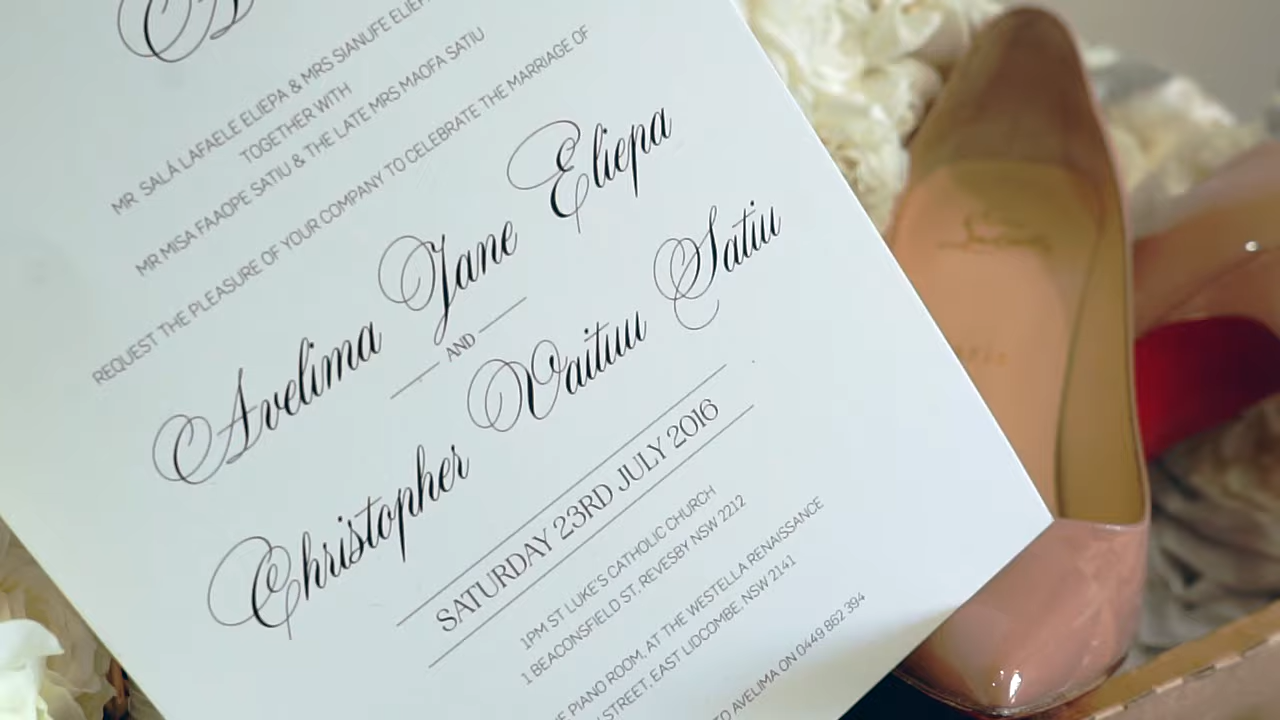 MR SALÁ LAFAELE ELIEPA & MRS SIANUFE ELIEPA
TOGETHER WITH
MR MISA FAAOPE SATIU & THE LATE MRS MAOFA SATIU
REQUEST THE PLEASURE OF YOUR COMPANY TO CELEBRATE THE MARRIAGE OF
Avelima Jane Eliepa
AND
Christopher Vaituu Satiu
SATURDAY 23RD JULY 2016
1PM ST LUKE'S CATHOLIC CHURCH
1 BEACONSFIELD ST, REVESBY NSW 2212
PIANO ROOM, AT THE WESTELLA RENAISSANCE
STREET, EAST LIDCOMBE, NSW 2141
TO AVELIMA ON 0449 862 394